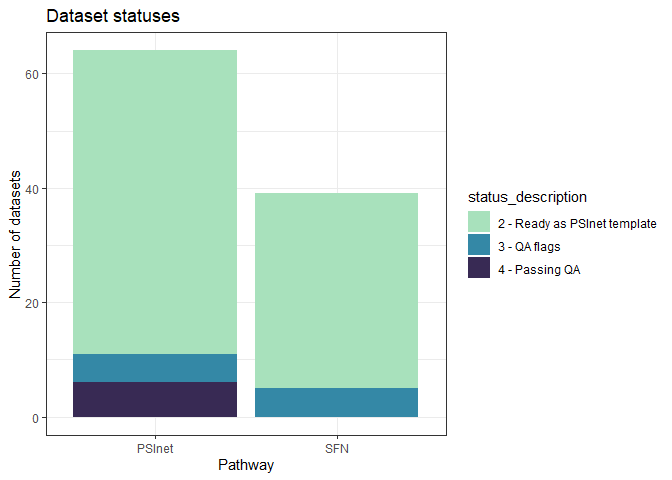 Dataset statuses
Number of datasets
60
40
20
0
PSInet
SFN
Pathway
status_description
2 - Ready as PSInet template
3 - QA flags
4 - Passing QA